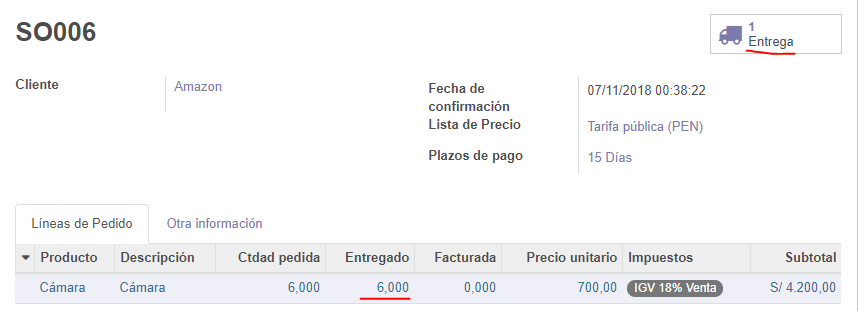 SO006
1
Entrega
Cliente
Amazon
Fecha de
confirmación
07/11/2018 00:38:22
Lista de Precio
Tarifa pública (PEN)
Plazos de pago
15 Días
Líneas de Pedido
Otra información
Producto Descripción Ctdad pedida Entregado Facturada Precio unitario Impuestos Subtotal
Cámara Cámara 6,000 6,000 0,000 700,00 IGV 18% Venta S/ 4.200,00